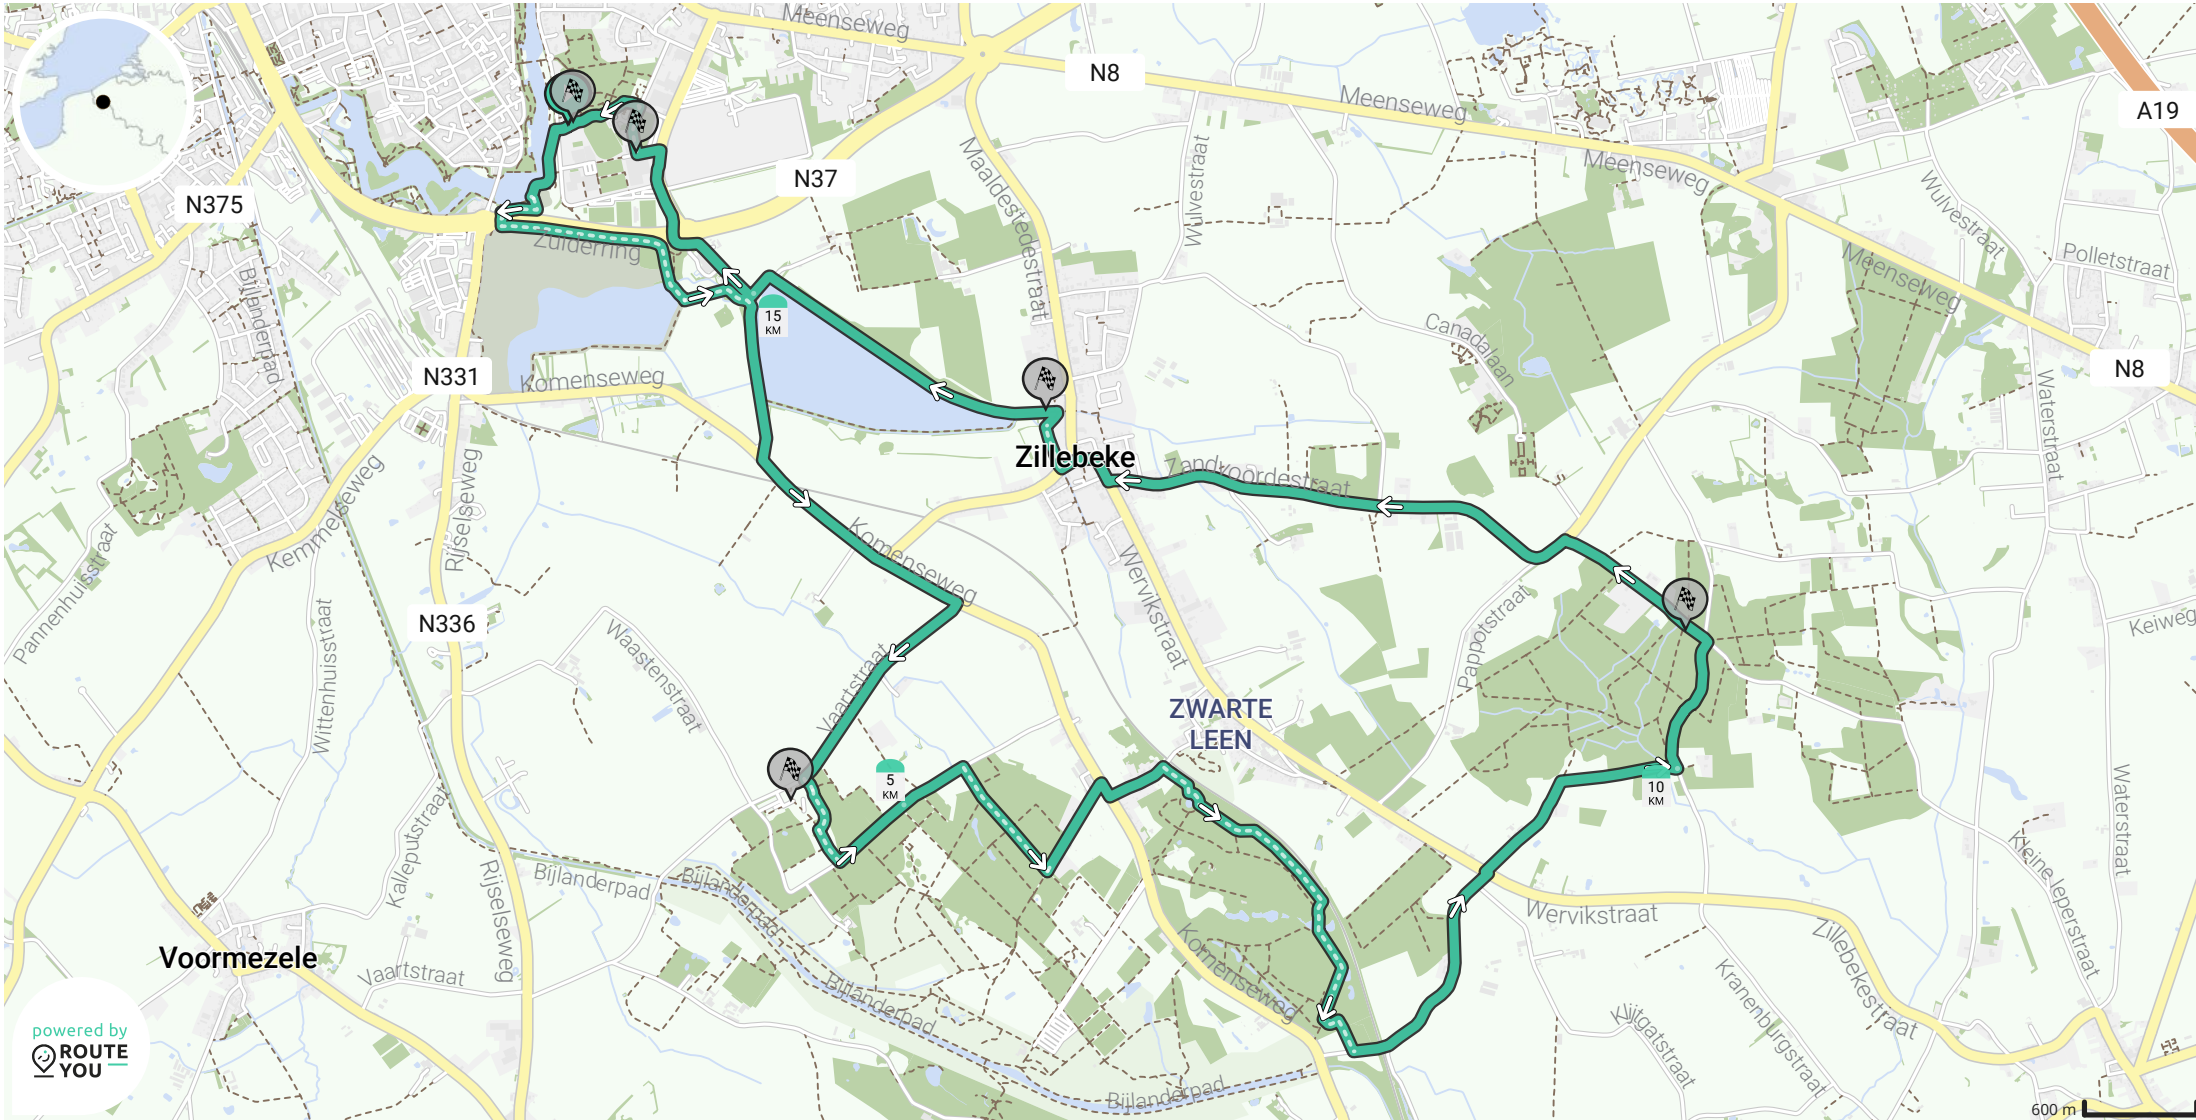 Meenseweg
N8
Meenseweg
A19
N37
Meenseweg
N375
Maaldestedestraat
Wulvestraat
Wulvestraat
Zuiderring
Polletstraat
Meenseweg
Bijlanderpad
15
KM
Canadalaan
N331
Komenseweg
N8
Waterstraat
Zillebeke
Zandvoordestraat
Kemmelseweg
Rijselseweg
Pannenhuisstraat
Komenseweg
Wervikstraat
N336
Wittenhuisstraat
Waastenstraat
Vaartstraat
Pappotstraat
Keiweg
ZWARTE
LEEN
5
KM
10
KM
Waterstraat
Kalleputstraat
Rijselseweg
Bijlanderpad
Bijlanderpad
Kleine Ieperstraat
Wervikstraat
Zillebekestraat
Voormezele
Vaartstraat
Komenseweg
Bijlanderpad
Kranenburgstraat
Klijtgatstraat
Bijlanderpad
powered by
ROUTE
YOU
600 m